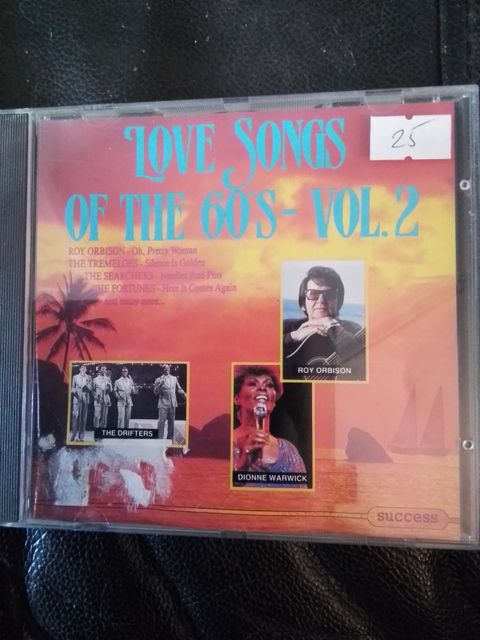 LOVE SONGS
25
OF THE 60'S - VOL. 2
ROY ORBISON - Oh, Pretty Woman
THE TREMELOES - Silence Is Golden
THE SEARCHERS - Needles And Pins
THE FORTUNES - Here It Comes Again
and many more...
ROY ORBISON
THE DRIFTERS
DIONNE WARWICK
success